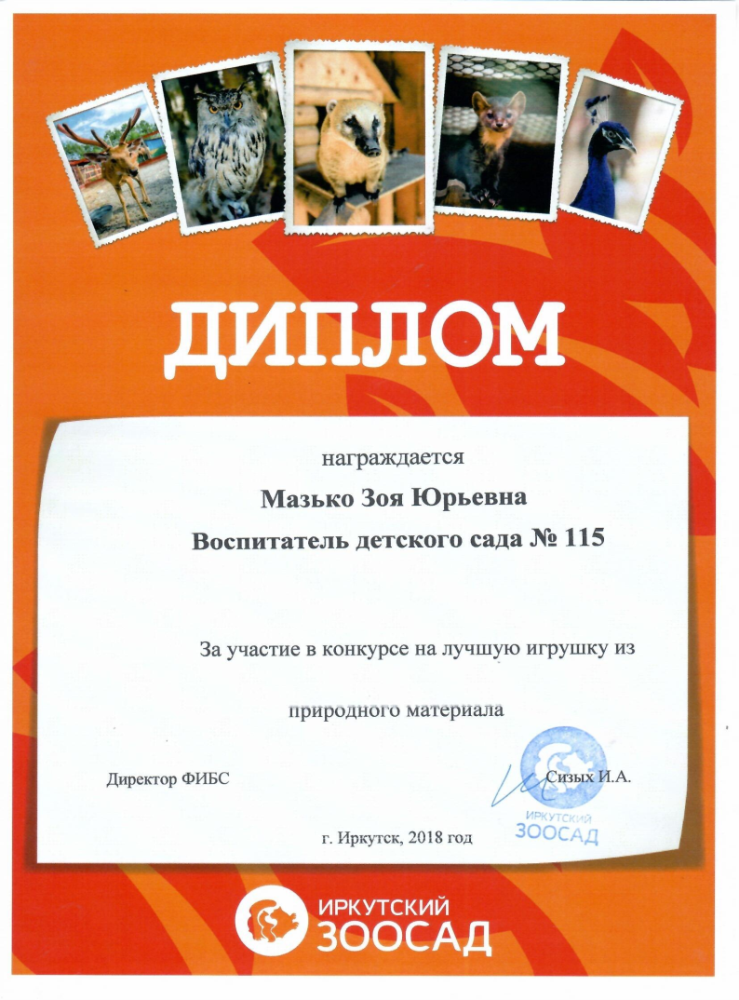 ДИПЛОМ
награждается
Мазько Зоя Юрьевна
Воспитатель детского сада № 115
За участие в конкурсе на лучшую игрушку из
природного материала
Директор ФИБС
Сизых И.А.
ИРКУТСКИЙ
ЗООСАД
г. Иркутск, 2018 год
ИРКУТСКИЙ
ЗООСАД